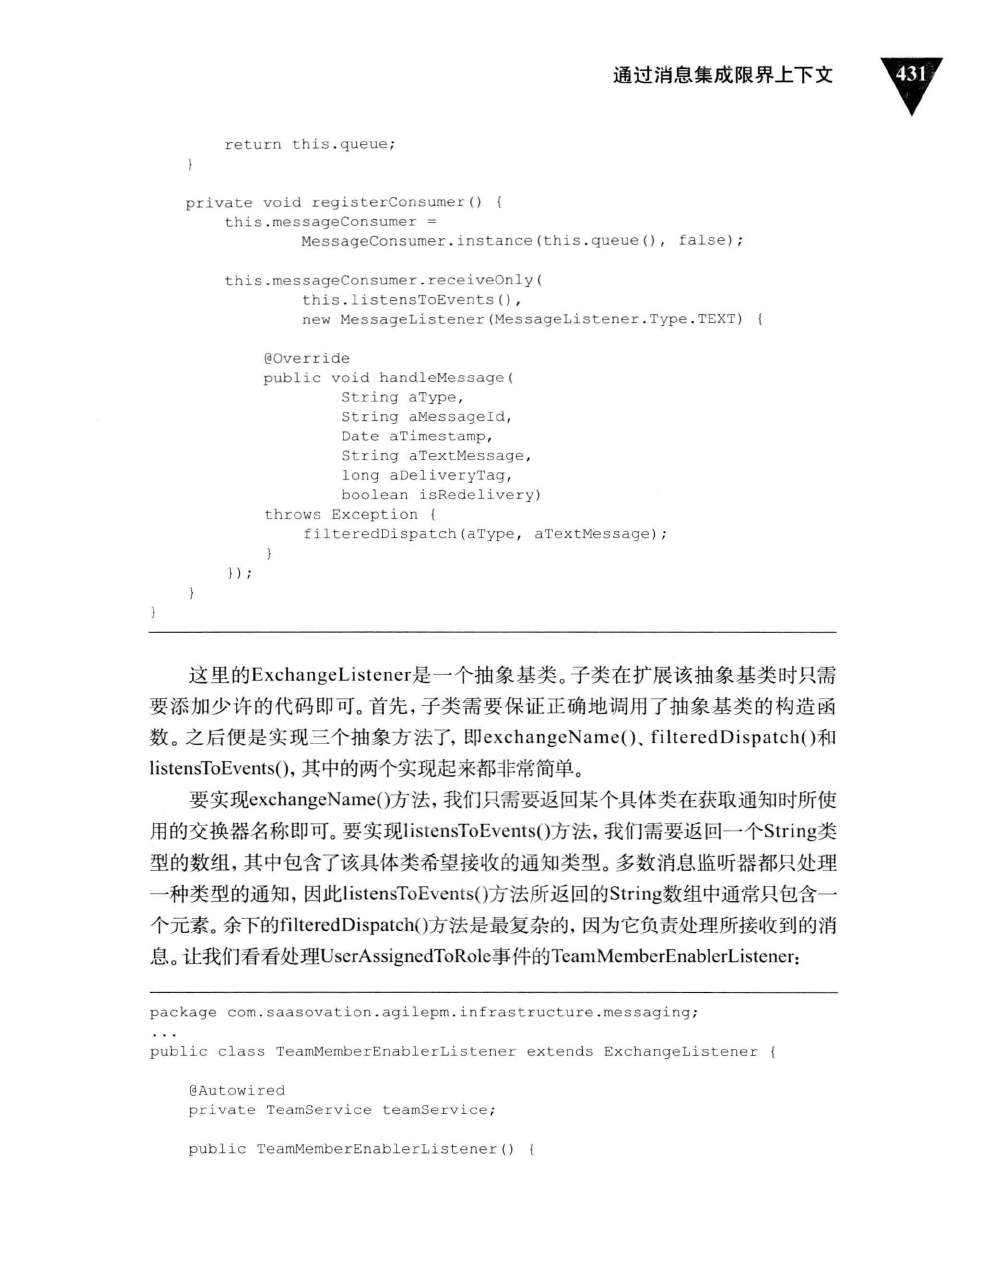 通过消息集成限界上下文
431
return this.queue;
}
private void registerConsumer() {
this.messageConsumer =
MessageConsumer.instance(this.queue(), false);
this.messageConsumer.receiveOnly(
this.listensToEvents(),
new MessageListener(MessageListener.Type.TEXT) {
@Override
public void handleMessage(
String aType,
String aMessageId,
Date aTimestamp,
String aTextMessage,
long aDeliveryTag,
boolean isRedelivery)
throws Exception {
filteredDispatch(aType, aTextMessage);
}
});
}
}
这里的ExchangeListener是一个抽象基类。子类在扩展该抽象基类时只需
要添加少许的代码即可。首先，子类需要保证正确地调用了抽象基类的构造函
数。之后便是实现三个抽象方法了，即exchangeName()、filteredDispatch()和
listensToEvents()，其中的两个实现起来都非常简单。
要实现exchangeName()方法，我们只需要返回某个具体类在获取通知时所使
用的交换器名称即可。要实现listensToEvents()方法，我们需要返回一个String类
型的数组，其中包含了该具体类希望接收的通知类型。多数消息监听器都只处理
一种类型的通知，因此listensToEvents()方法所返回的String数组中通常只包含一
个元素。余下的filteredDispatch()方法是最复杂的，因为它负责处理所接收到的消
息。让我们看看处理UserAssignedToRole事件的TeamMemberEnablerListener：
package com.saasovation.agilepm.infrastructure.messaging;
...
public class TeamMemberEnablerListener extends ExchangeListener {
@Autowired
private TeamService teamService;
public TeamMemberEnablerListener() {